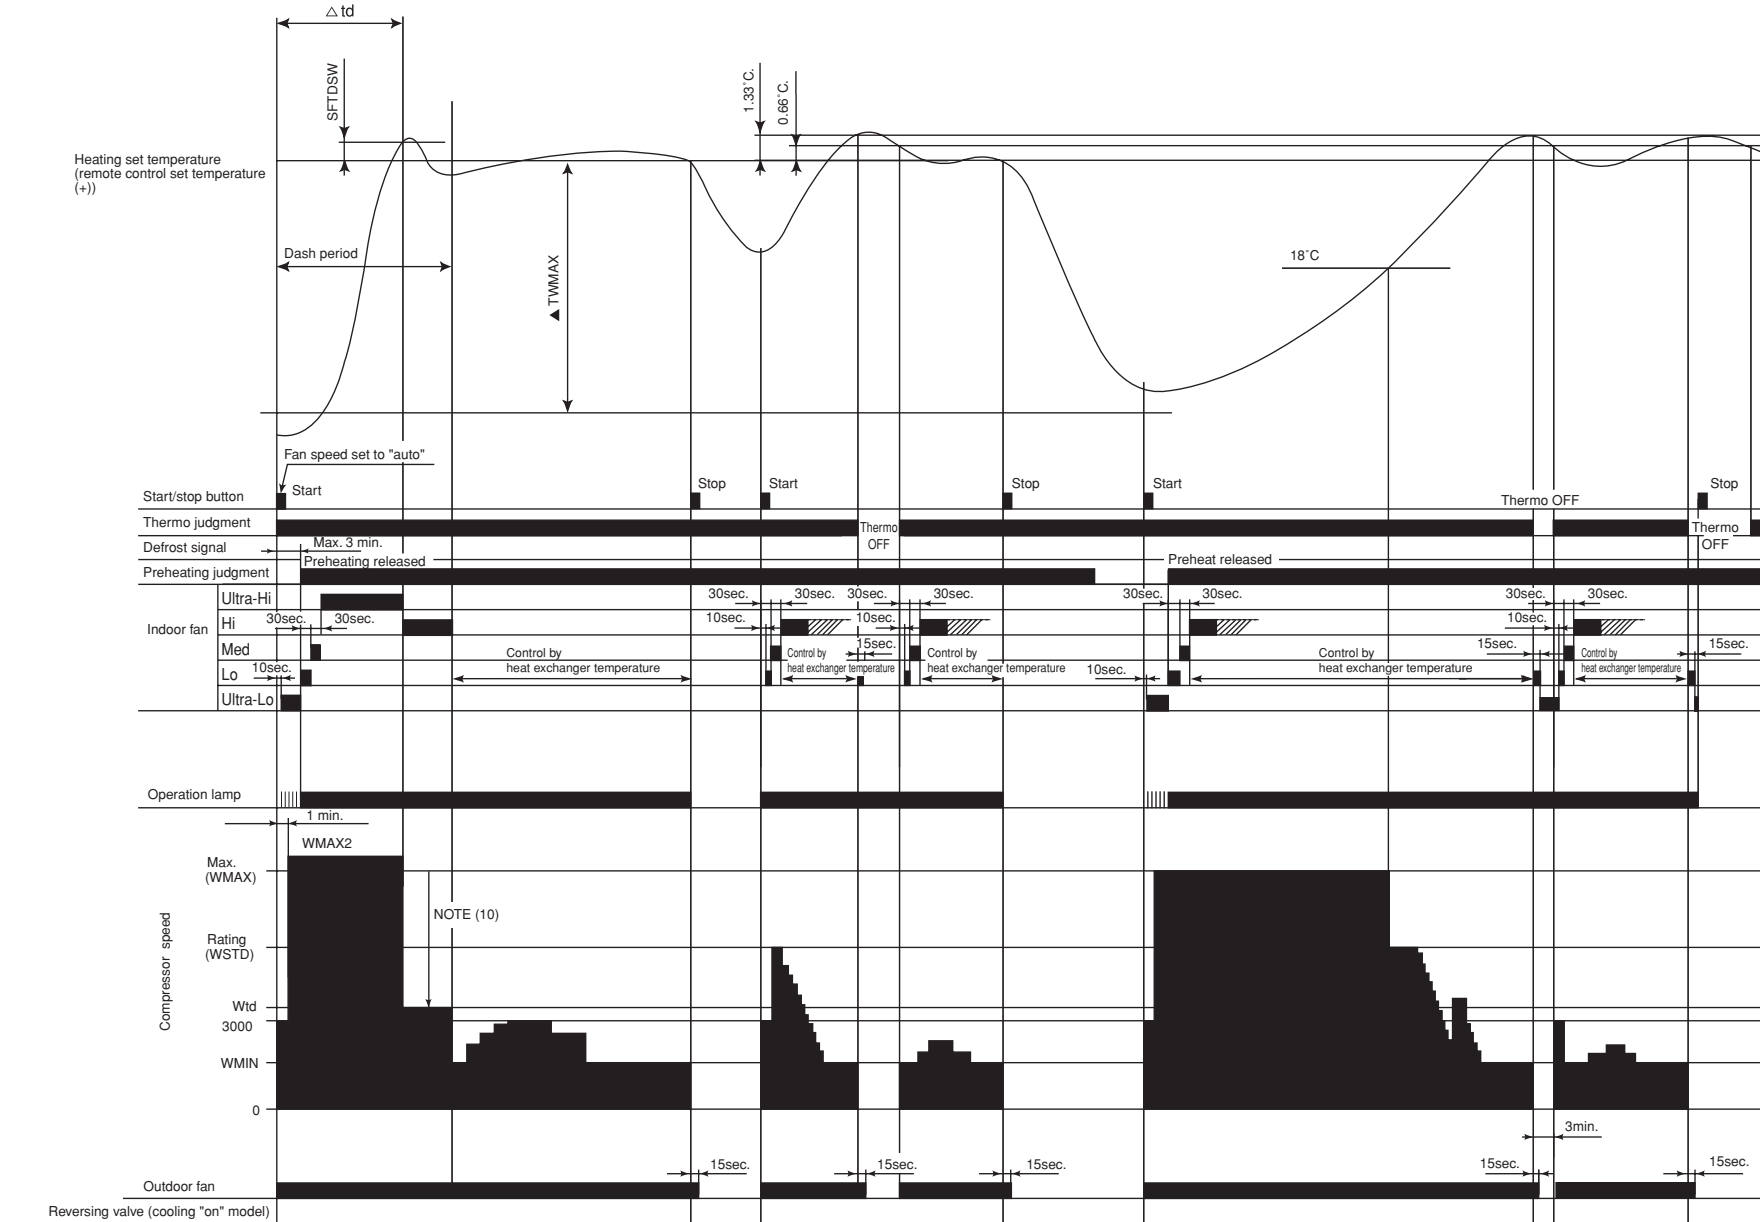 △ td
SFTDSW
1.33˚C.
0.66˚C.
Heating set temperature
(remote control set temperature
(+))
Dash period
▲ TWMAX
18˚C
Fan speed set to "auto"
Start/stop button
Start
Stop
Start
Stop
Start
Thermo OFF
Stop
Thermo judgment
Thermo
OFF
Thermo
OFF
Defrost signal
Max. 3 min.
Preheating judgment
Preheating released
Preheat released
Indoor fan
Ultra-Hi
30sec.
30sec.
30sec.
30sec.
30sec.
30sec.
30sec.
30sec.
Hi
30sec.
30sec.
10sec.
10sec.
10sec.
Med
Control by
heat exchanger temperature
Control by
heat exchanger temperature
15sec.
Control by
heat exchanger temperature
Control by
heat exchanger temperature
15sec.
Control by
heat exchanger temperature
15sec.
Lo
10sec.
10sec.
Ultra-Lo
Operation lamp
1 min.
WMAX2
Compressor speed
Max.
(WMAX)
NOTE (10)
Rating
(WSTD)
Wtd
3000
WMIN
0
3min.
15sec.
15sec.
15sec.
15sec.
15sec.
Outdoor fan
Reversing valve (cooling "on" model)